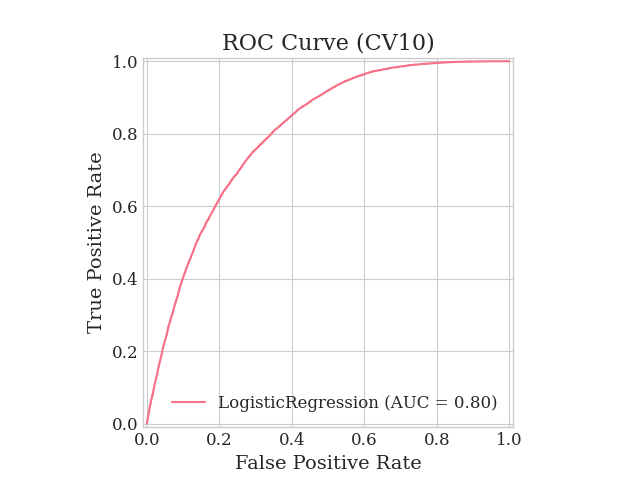 ROC Curve (CV10)
True Positive Rate
1.0
0.8
0.6
0.4
0.2
0.0
LogisticRegression (AUC = 0.80)
0.0 0.2 0.4 0.6 0.8 1.0
False Positive Rate